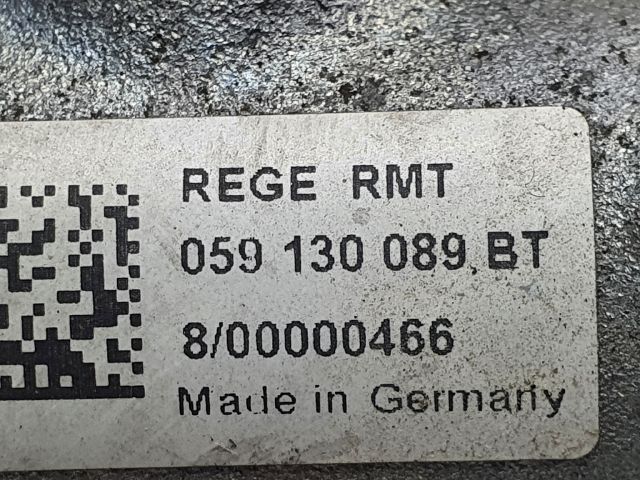 REGE RMT
059 130 089 BT
8/00000466
Made in Germany